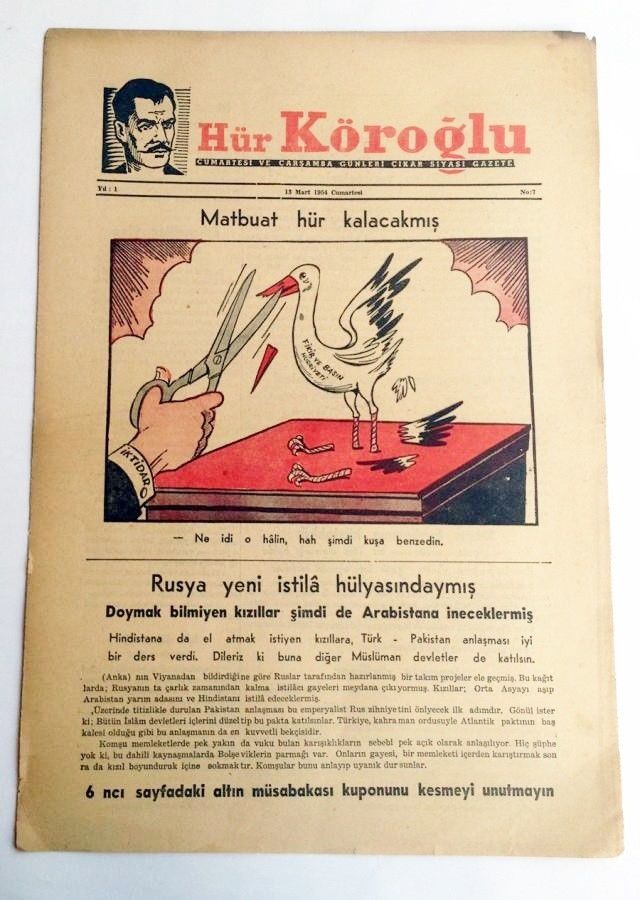 Hür Köroğlu
CUMARTESİ VE ÇARŞAMBA GÜNLERİ ÇIKAR SİYASİ GAZETE
Yıl : 1
13 Mart 1954 Cumartesi
No:7
Matbuat hür kalacakmış
FİKİR VE BASIN
HÜRRİYETİ
İKTİDAR
— Ne idi o hâlin, hah şimdi kuşa benzedin.
Rusya yeni istilâ hülyasındaymış
Doymak bilmiyen kızıllar şimdi de Arabistana ineceklermiş
Hindistana da el atmak istiyen kızıllara, Türk - Pakistan anlaşması iyi
bir ders verdi. Dileriz ki buna diğer Müslüman devletler de katılsın.
(Anka) nın Viyanadan bildirdiğine göre Ruslar tarafından hazırlanmış bir takım projeler ele geçmiş. Bu kağıt
larda; Rusyanın ta çarlık zamanından kalma istilâcı gayeleri meydana çıkıyormuş. Kızıllar; Orta Asyayı aşıp
Arabistan yarım adasını ve Hindistanı istilâ edeceklermiş.
Üzerinde titizlikle durulan Pakistan anlaşması bu emperyalist Rus zihniyetini önliyecek ilk adımdır. Gönül ister
ki; Bütün İslâm devletleri içlerini düzeltip bu pakta katılsınlar. Türkiye, kahraman ordusuyle Atlantik paktının baş
kalesi olduğu gibi bu anlaşmanın da en kuvvetli bekçisidir.
Komşu memleketlerde pek yakın da vuku bulan karışıklıkların sebebi pek açık olarak anlaşılıyor. Hiç şüphe
yok ki, bu dahili kaynaşmalarda Bolşeviklerin parmağı var. Onların gayesi, bir memleketi içerden karıştırmak son
ra da kızıl boyunduruk içine sokmaktır. Komşular bunu anlayıp uyanık dursunlar.
6 ncı sayfadaki altın müsabakası kuponunu kesmeyi unutmayın